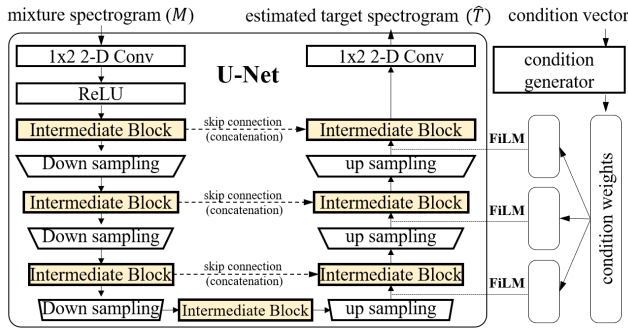 mixture spectrogram (M)
estimated target spectrogram (T̂)
condition vector
1x2 2-D Conv
1x2 2-D Conv
U-Net
condition
generator
ReLU
Intermediate Block
skip connection
(concatenation)
Intermediate Block
FiLM
Down sampling
up sampling
Intermediate Block
skip connection
(concatenation)
Intermediate Block
FiLM
condition weights
Down sampling
up sampling
Intermediate Block
skip connection
(concatenation)
Intermediate Block
FiLM
Down sampling
Intermediate Block
up sampling